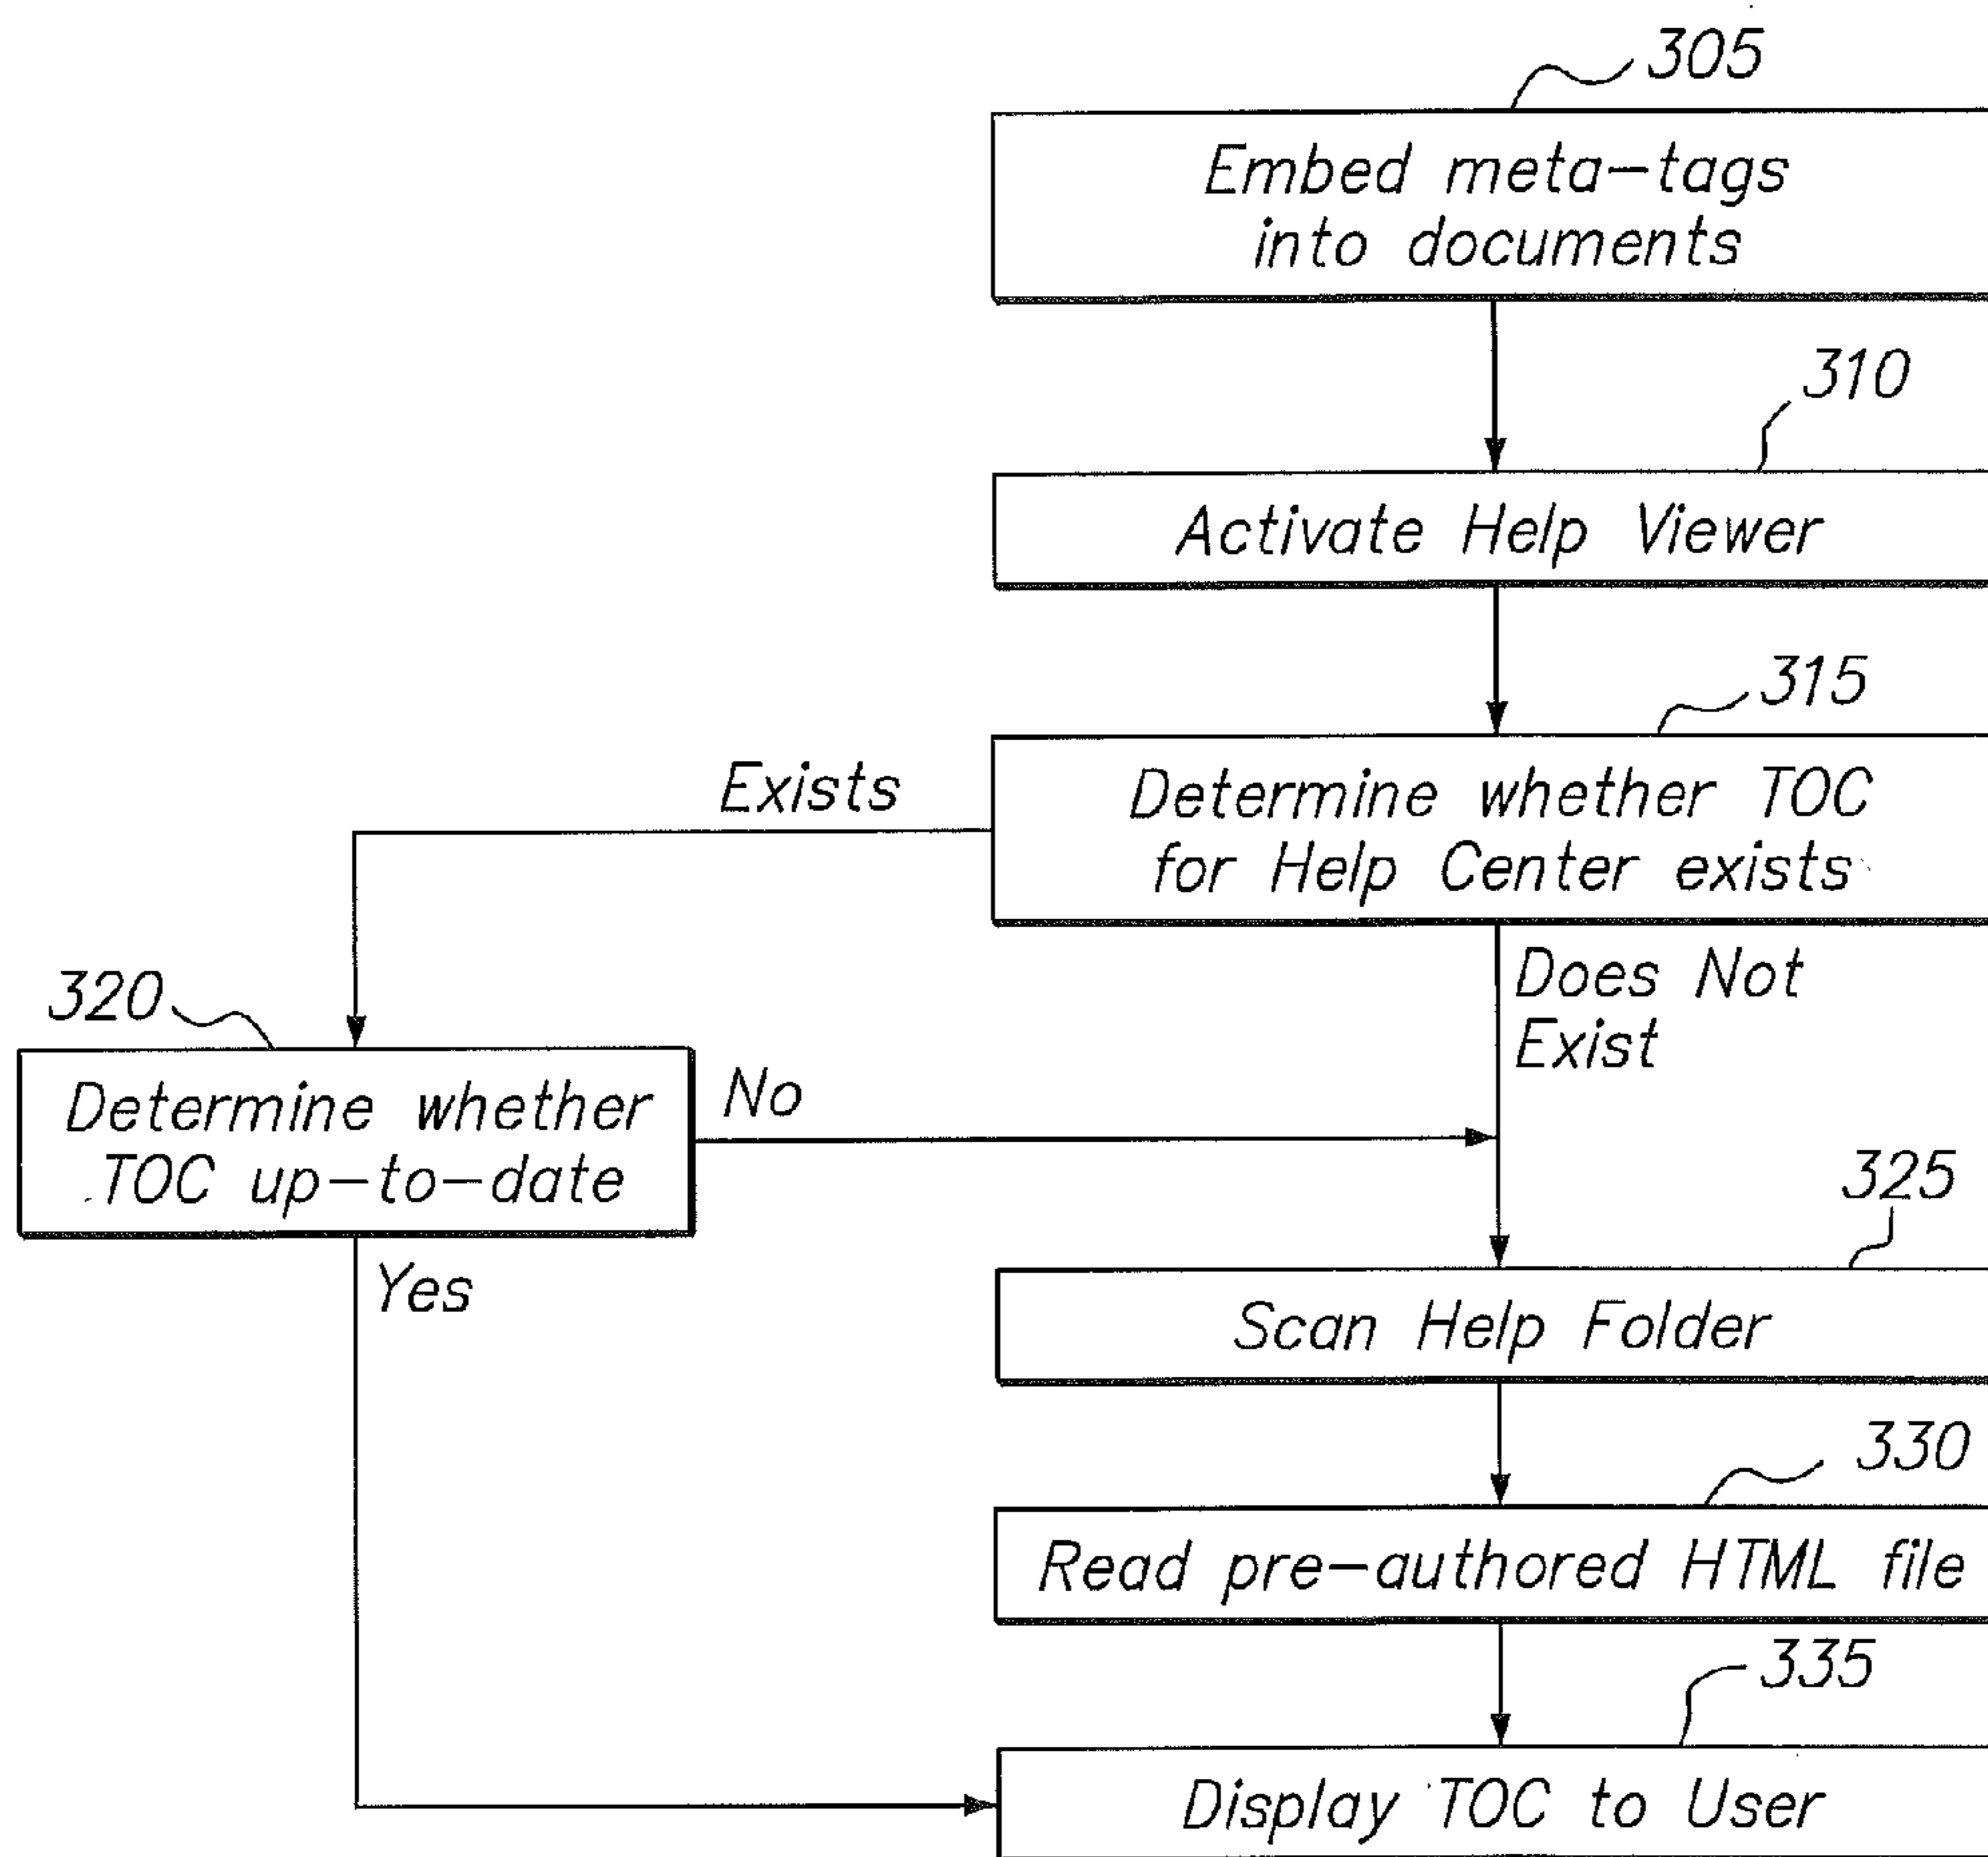 305
Embed meta-tags
into documents
310
Activate Help Viewer
315
Exists
Determine whether TOC
for Help Center exists
Does Not
Exist
320
Determine whether
TOC up-to-date
No
Yes
325
Scan Help Folder
330
Read pre-authored HTML file
335
Display TOC to User